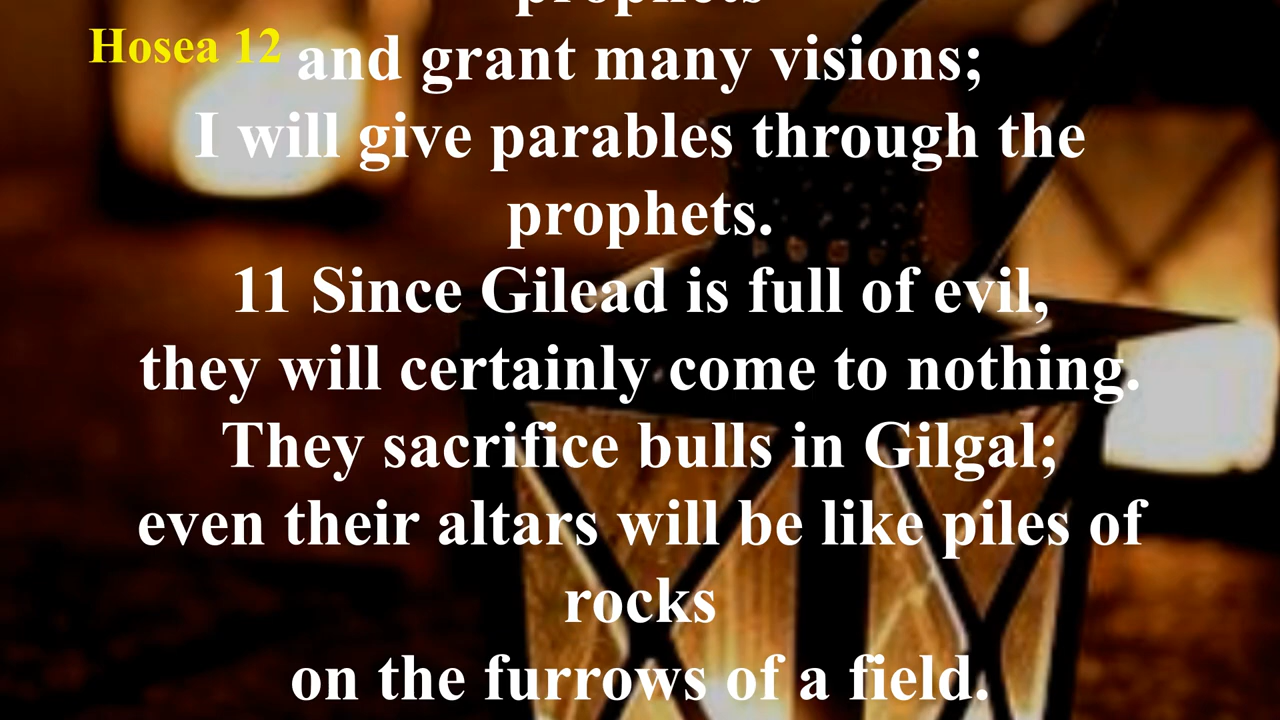 prophets
Hosea 12
and grant many visions;
I will give parables through the
prophets.
11 Since Gilead is full of evil,
they will certainly come to nothing.
They sacrifice bulls in Gilgal;
even their altars will be like piles of
rocks
on the furrows of a field.